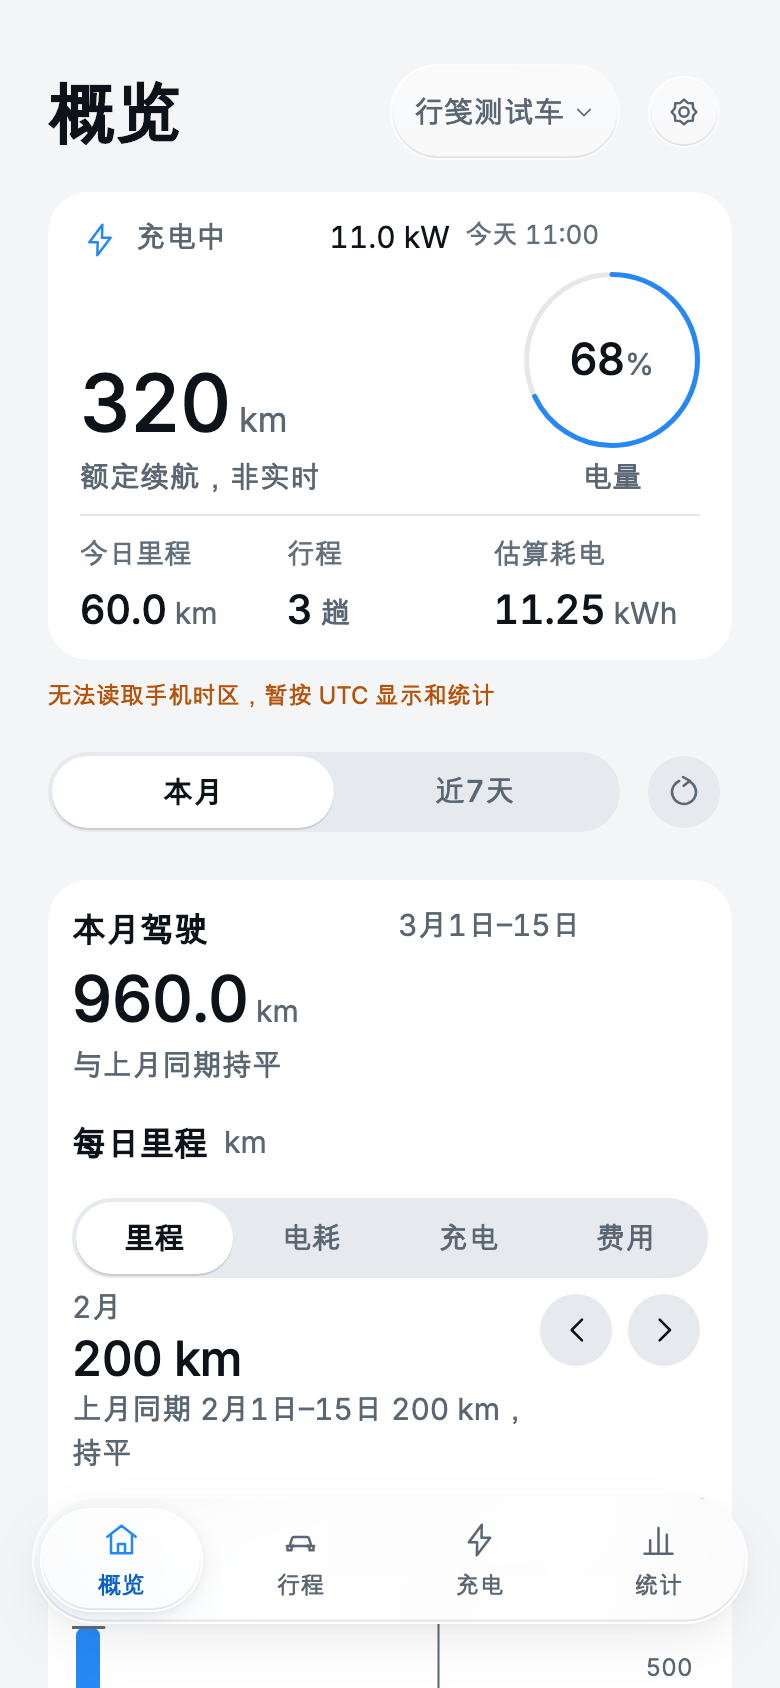 概览
行笺测试车
充电中 11.0 kW 今天 11:00
68%
320 km
额定续航，非实时
电量
今日里程 行程 估算耗电
60.0 km 3 趟 11.25 kWh
无法读取手机时区，暂按 UTC 显示和统计
本月 近7天
本月驾驶 3月1日–15日
960.0 km
与上月同期持平
每日里程 km
里程 电耗 充电 费用
2月
200 km
上月同期 2月1日–15日 200 km，
持平
概览 行程 充电 统计
500